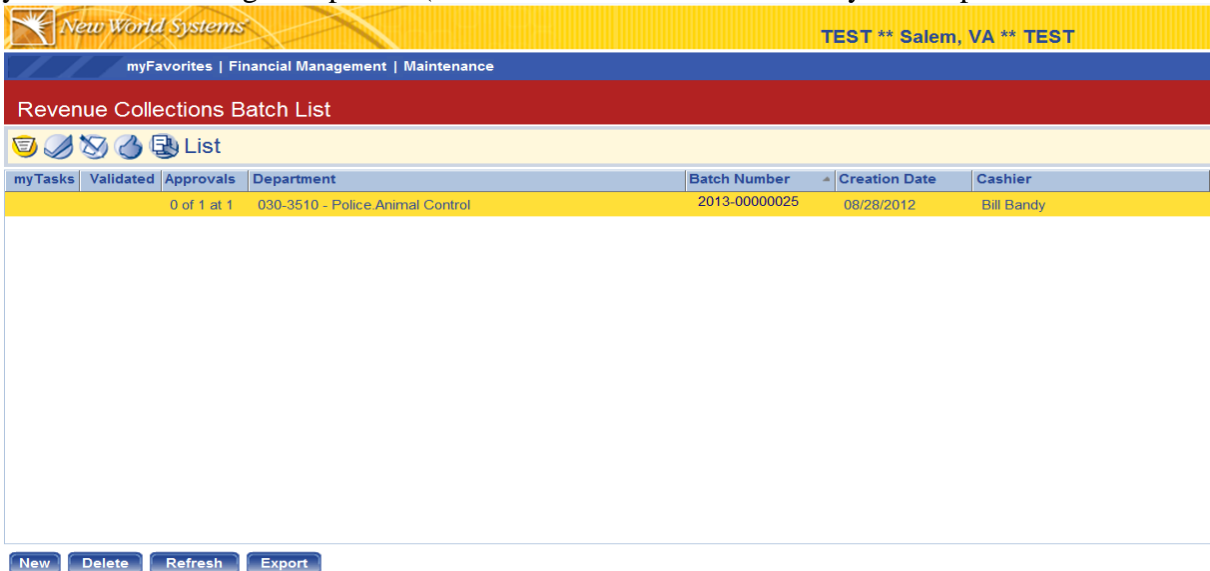 New World Systems
TEST ** Salem, VA ** TEST
myFavorites | Financial Management | Maintenance
Revenue Collections Batch List
List
myTasks Validated Approvals Department Batch Number Creation Date Cashier
0 of 1 at 1 030-3510 - Police.Animal Control 2013-00000025 08/28/2012 Bill Bandy
New Delete Refresh Export